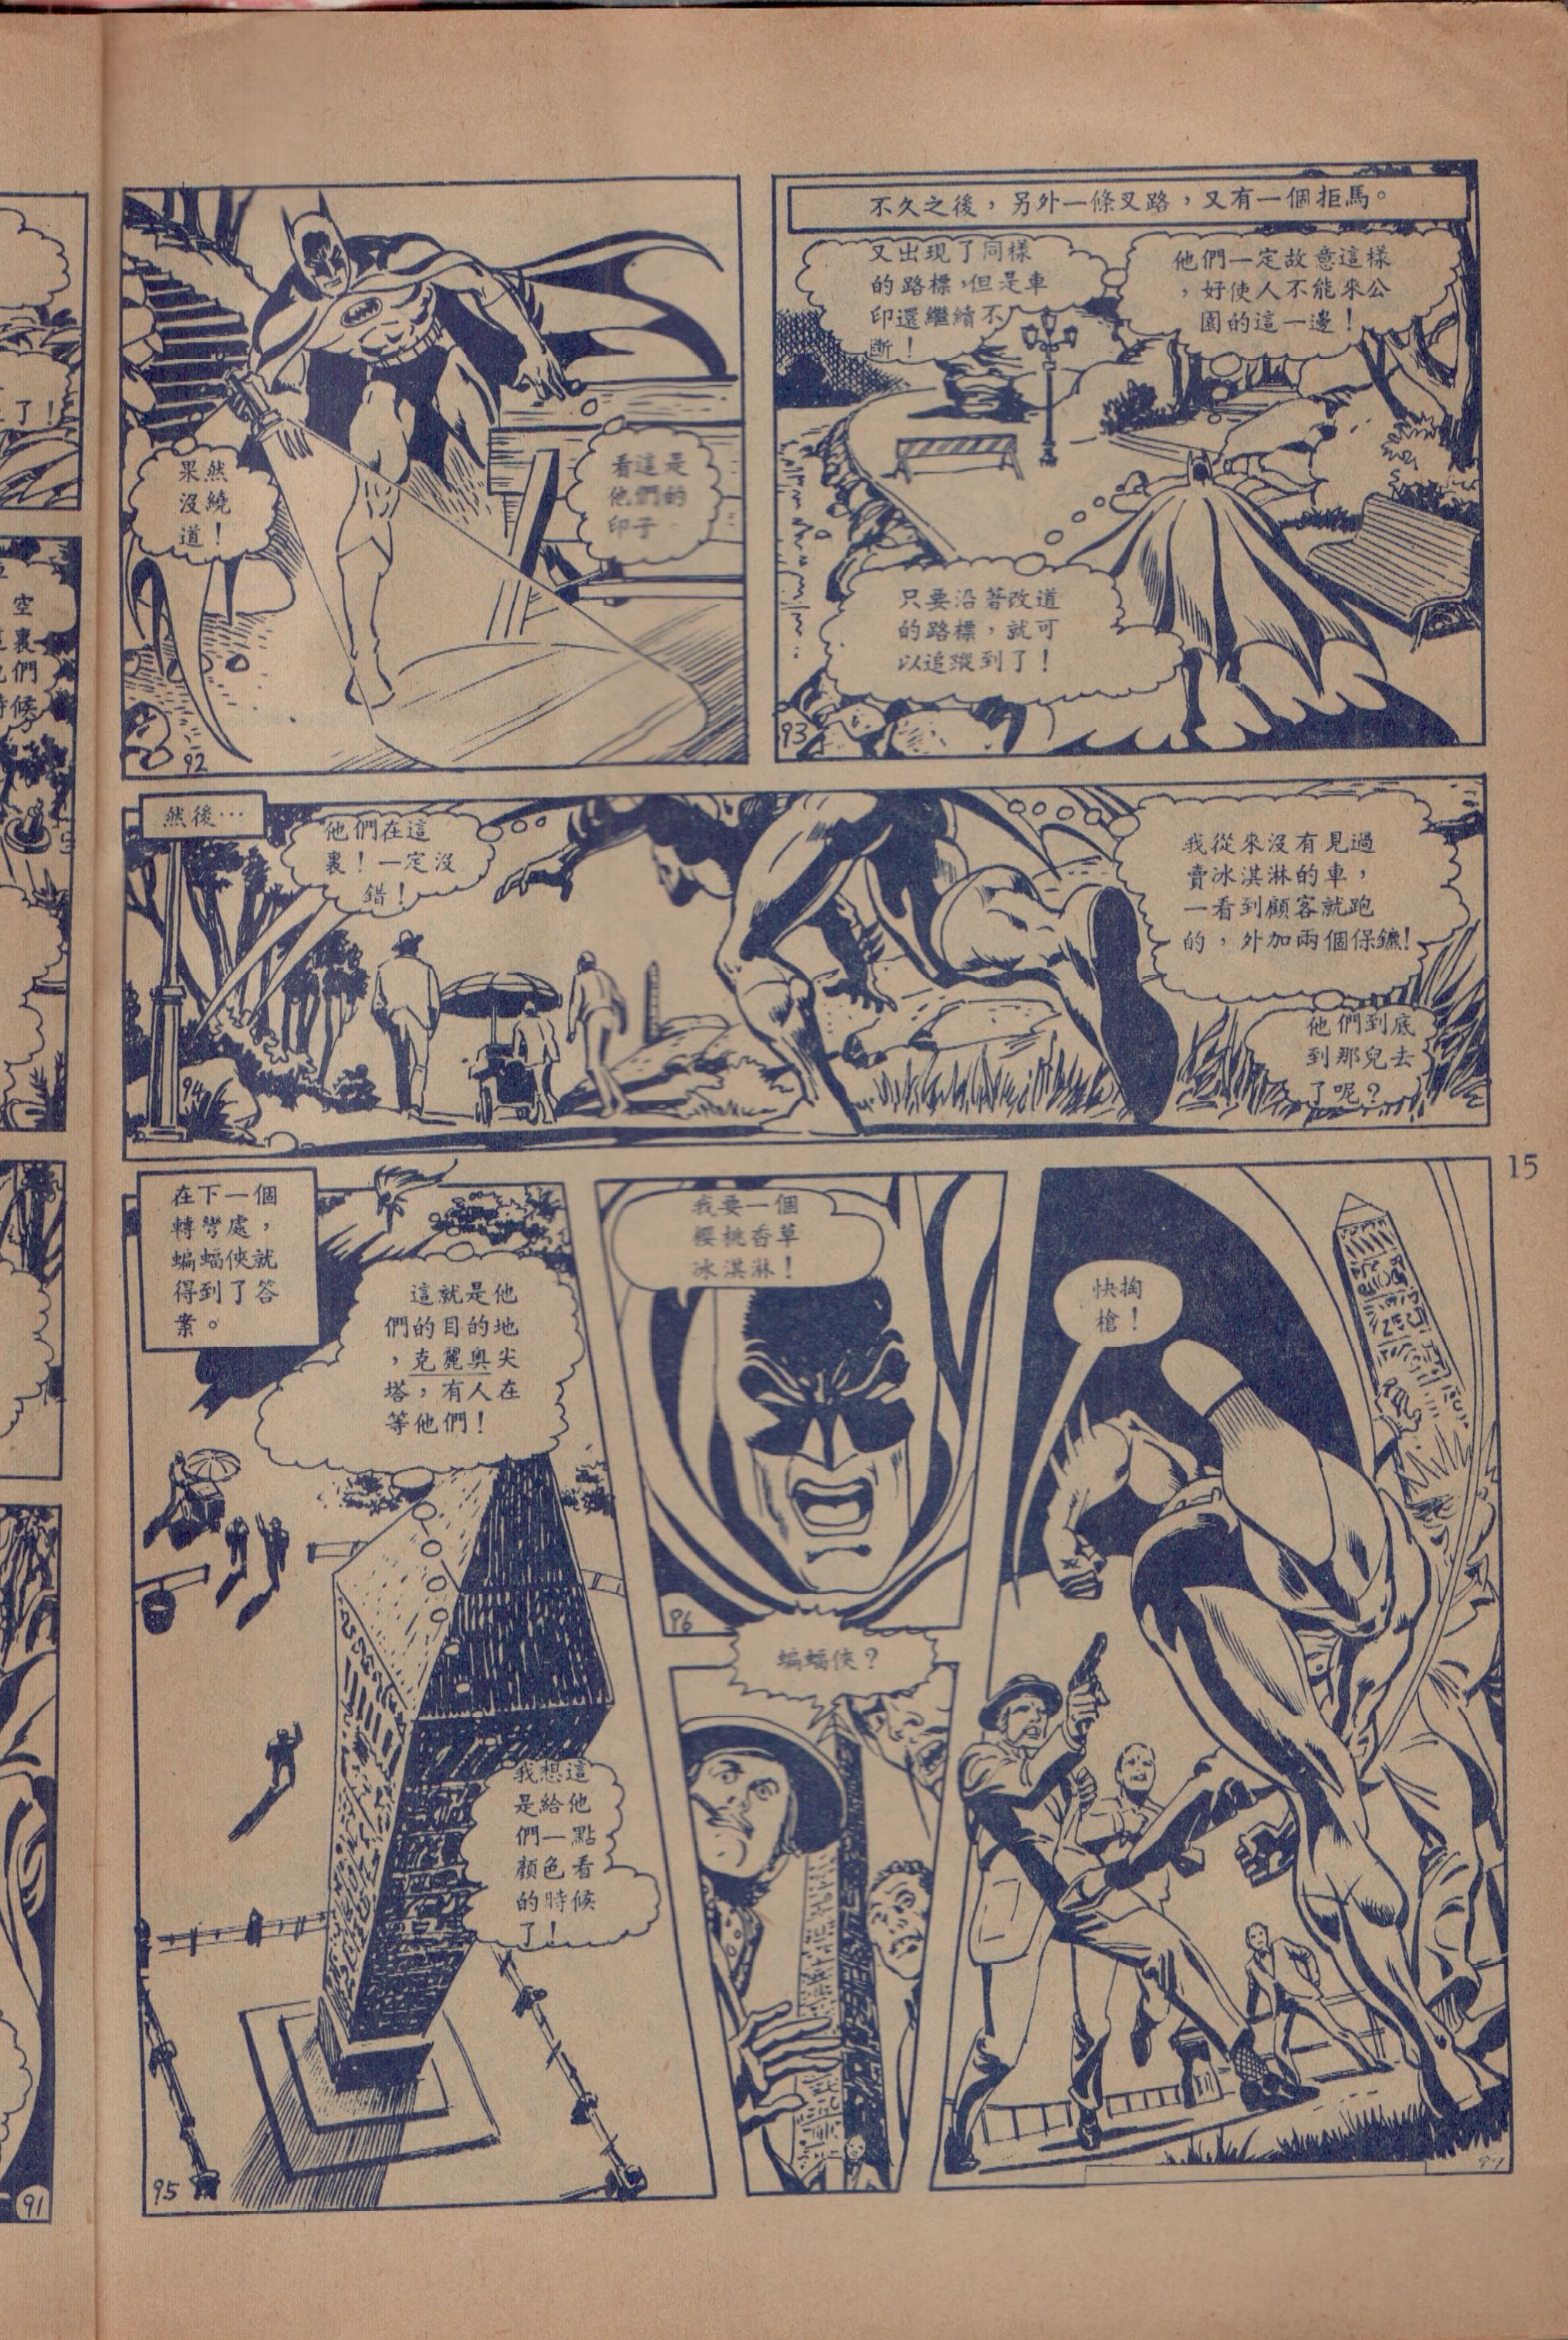 了！
空
裏
們
候
91
果然
沒繞
道！
看這是
他們的
印子。
92
不久之後，另外一條叉路，又有一個拒馬。
又出現了同樣
的路標，但是車
印還繼續不
斷！
他們一定故意這樣
，好使人不能來公
園的這一邊！
只要沿著改道
的路標，就可
以追蹤到了！
93
然後…
他們在這
裏！一定沒
錯！
我從來沒有見過
賣冰淇淋的車，
一看到顧客就跑
的，外加兩個保鑣！
他們到底
到那兒去
了呢？
94
15
在下一個
轉彎處，
蝙蝠俠就
得到了答
案。
這就是他
們的目的地
，克麗奧尖
塔，有人在
等他們！
我想這
是給他
們一點
顏色看
的時候
了！
95
我要一個
櫻桃香草
冰淇淋！
96
蝙蝠俠？
快掏
槍！
97